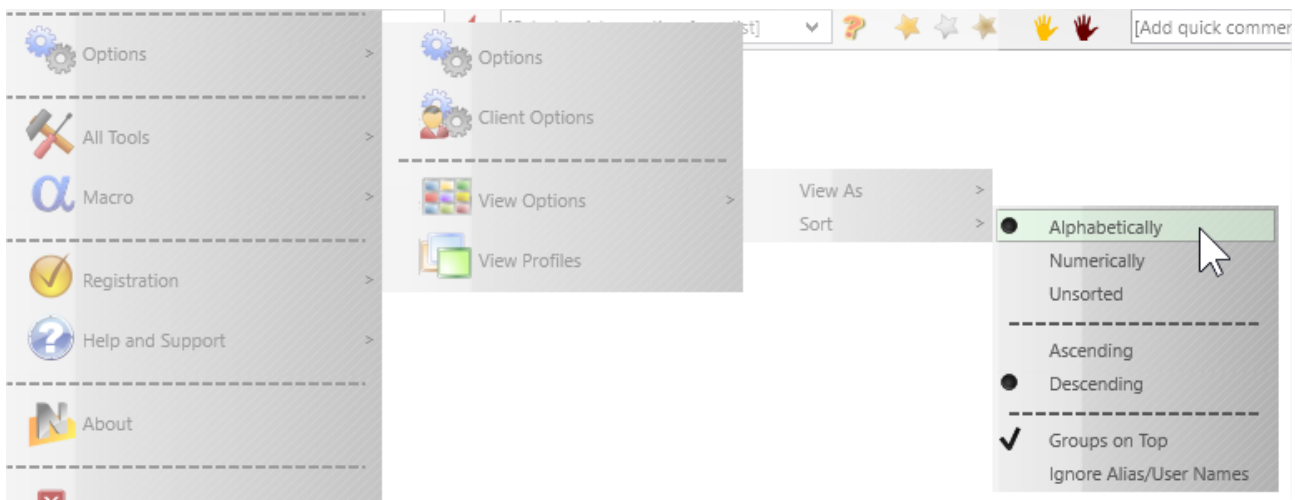 st]
[Add quick commer
Options >
All Tools >
Macro >
Registration >
Help and Support >
About
Options
Client Options
View Options >
View Profiles
View As >
Sort >
Alphabetically
Numerically
Unsorted
Ascending
Descending
Groups on Top
Ignore Alias/User Names